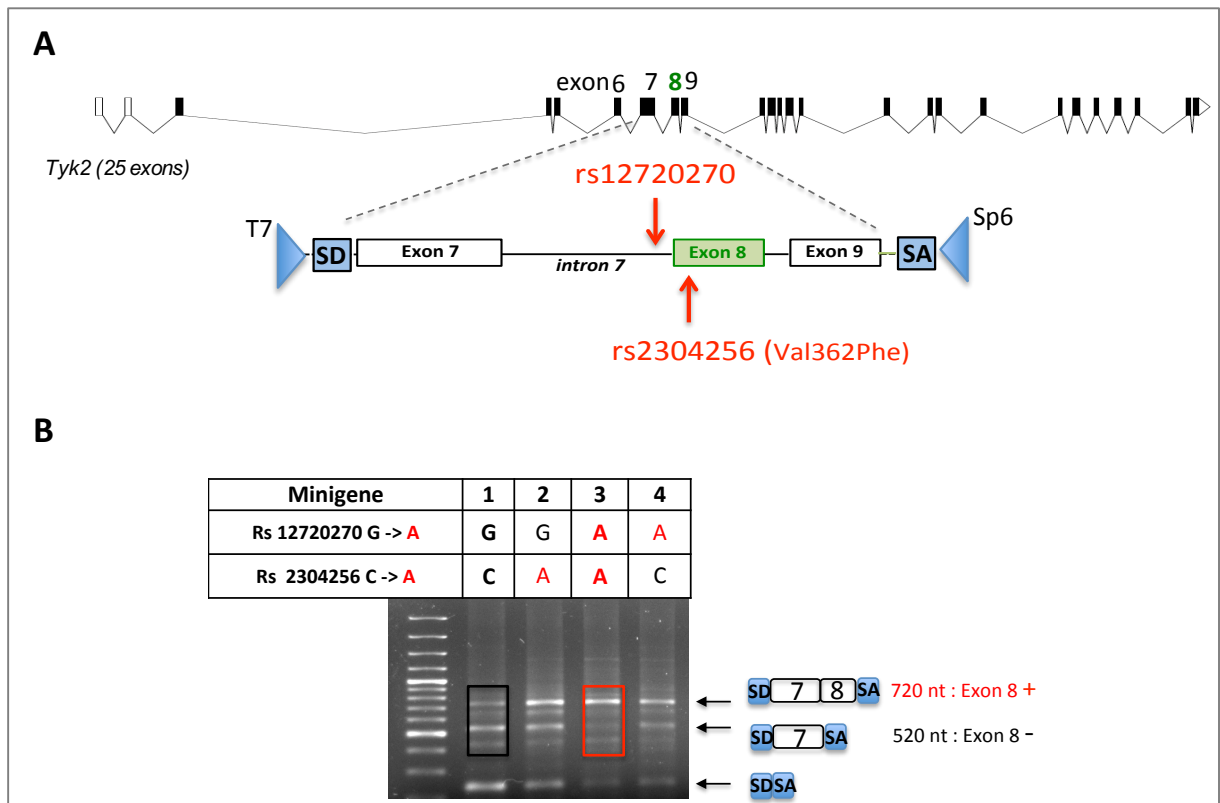 A
exon6 7 8 9
Tyk2 (25 exons)
rs12720270
T7
Sp6
SD Exon 7 intron 7 Exon 8 Exon 9 SA
rs2304256 (Val362Phe)
B
Minigene 1 2 3 4
Rs 12720270 G -> A G G A A
Rs 2304256 C -> A C A A C
SD 7 8 SA 720 nt : Exon 8 +
SD 7 SA 520 nt : Exon 8 -
SDSA